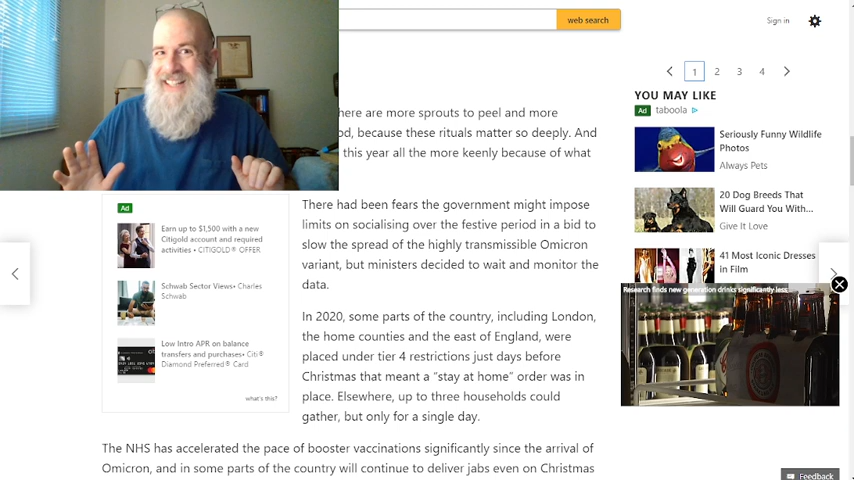 web search
Sign in
here are more sprouts to peel and more
od, because these rituals matter so deeply. And
this year all the more keenly because of what
There had been fears the government might impose
limits on socialising over the festive period in a bid to
slow the spread of the highly transmissible Omicron
variant, but ministers decided to wait and monitor the
data.
In 2020, some parts of the country, including London,
the home counties and the east of England, were
placed under tier 4 restrictions just days before
Christmas that meant a “stay at home” order was in
place. Elsewhere, up to three households could
gather, but only for a single day.
The NHS has accelerated the pace of booster vaccinations significantly since the arrival of
Omicron, and in some parts of the country will continue to deliver jabs even on Christmas
Ad
Earn up to $1,500 with a new
Citigold account and required
activities • CITIGOLD® OFFER
Schwab Sector Views • Charles
Schwab
Low Intro APR on balance
transfers and purchases • Citi®
Diamond Preferred® Card
what's this?
1 2 3 4
YOU MAY LIKE
Ad taboola
Seriously Funny Wildlife
Photos
Always Pets
20 Dog Breeds That
Will Guard You With...
Give It Love
41 Most Iconic Dresses
in Film
Research finds new generation drinks significantly less
Feedback